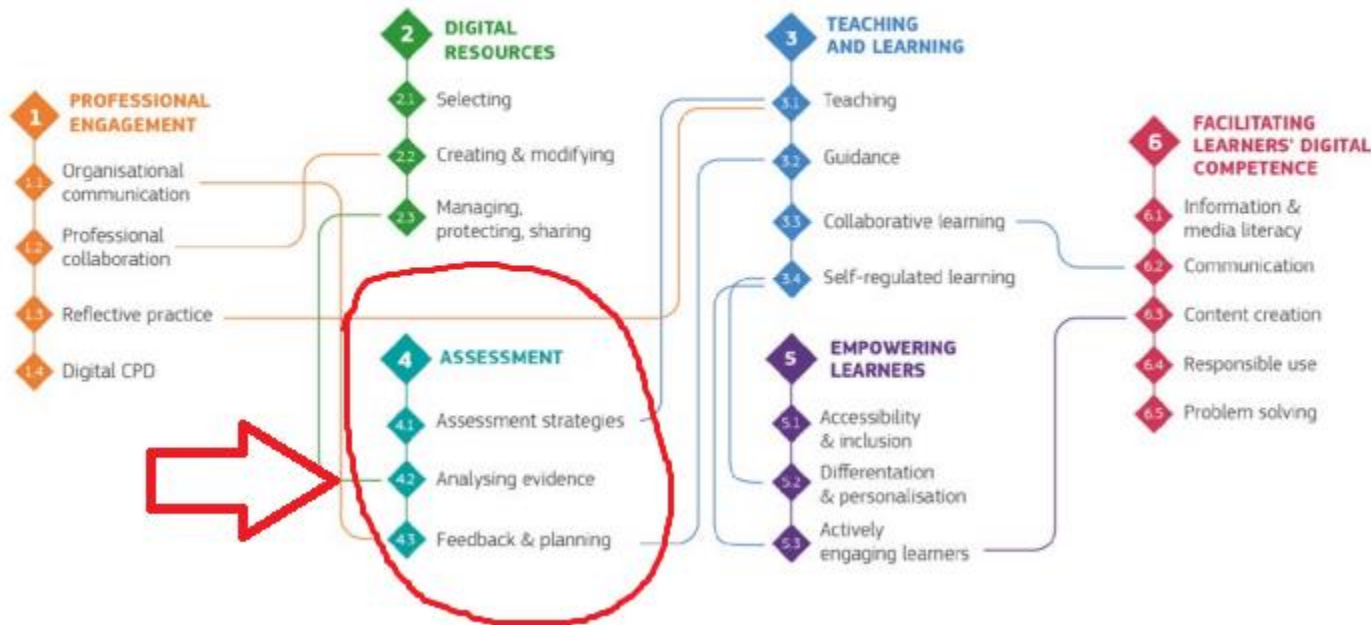 1
PROFESSIONAL
ENGAGEMENT
1.1
Organisational
communication
1.2
Professional
collaboration
1.3
Reflective practice
1.4
Digital CPD
2
DIGITAL
RESOURCES
2.1
Selecting
2.2
Creating & modifying
2.3
Managing,
protecting, sharing
3
TEACHING
AND LEARNING
3.1
Teaching
3.2
Guidance
3.3
Collaborative learning
3.4
Self-regulated learning
4
ASSESSMENT
4.1
Assessment strategies
4.2
Analysing evidence
4.3
Feedback & planning
5
EMPOWERING
LEARNERS
5.1
Accessibility
& inclusion
5.2
Differentation
& personalisation
5.3
Actively
engaging learners
6
FACILITATING
LEARNERS' DIGITAL
COMPETENCE
6.1
Information &
media literacy
6.2
Communication
6.3
Content creation
6.4
Responsible use
6.5
Problem solving